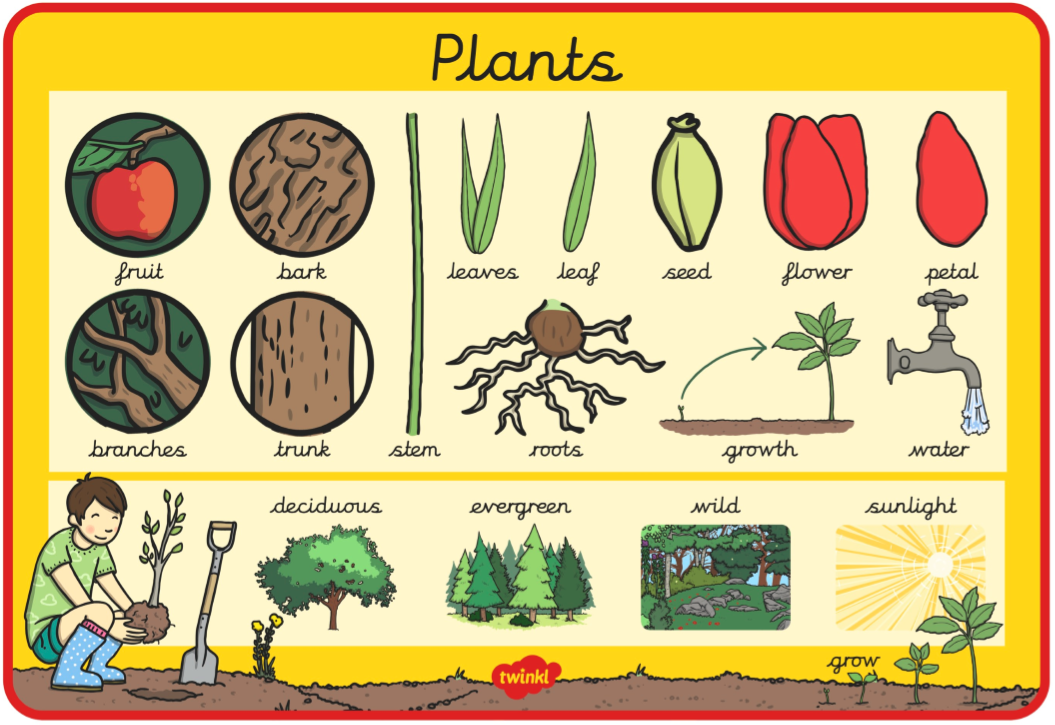 Plants
fruit bark leaves leaf seed flower petal
branches trunk stem roots growth water
deciduous evergreen wild sunlight
grow
twinkl